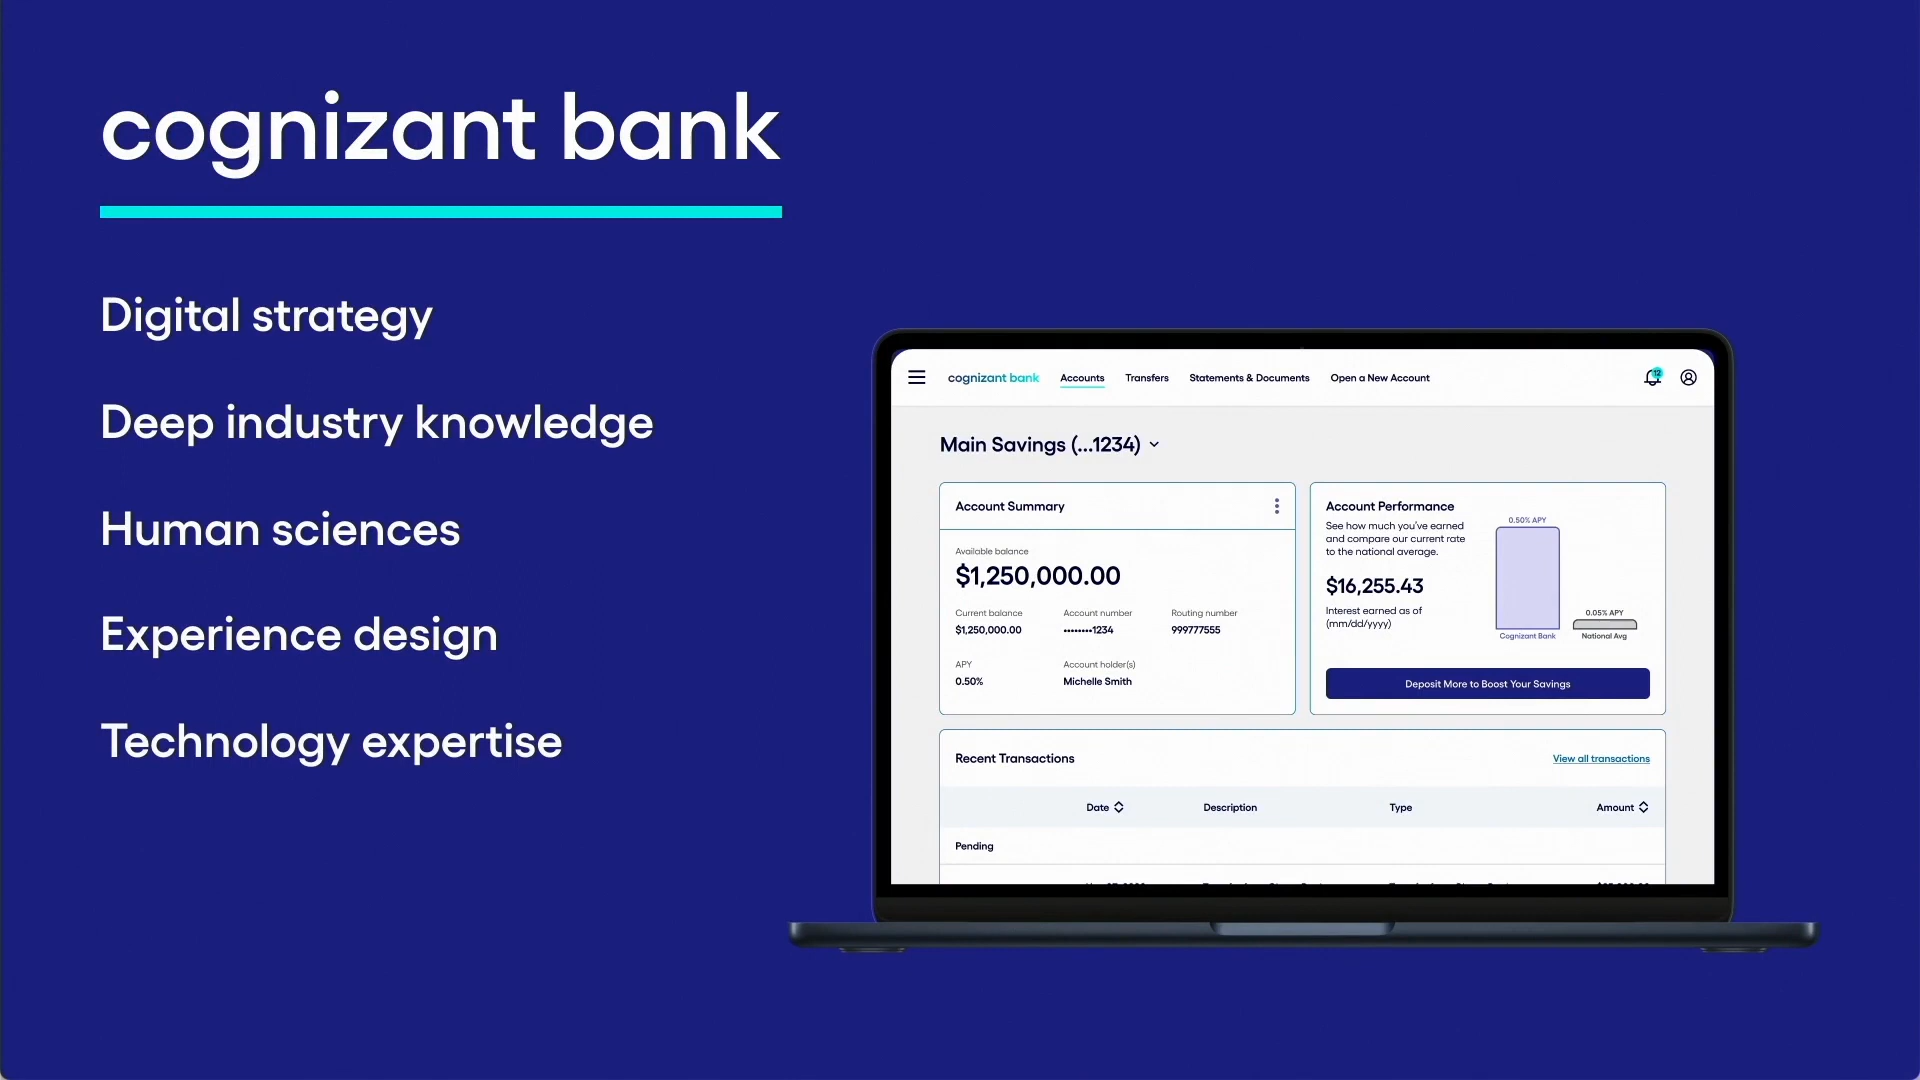 cognizant bank
Digital strategy
Deep industry knowledge
Human sciences
Experience design
Technology expertise
cognizant bank
Accounts
Transfers
Statements & Documents
Open a New Account
12
Main Savings (...1234)
Account Summary
Available balance
$1,250,000.00
Current balance
Account number
Routing number
$1,250,000.00
••••••••1234
999777555
APY
Account holder(s)
0.50%
Michelle Smith
Account Performance
See how much you’ve earned
and compare our current rate
to the national average.
$16,255.43
Interest earned as of
(mm/dd/yyyy)
0.50% APY
Cognizant Bank
0.05% APY
National Avg
Deposit More to Boost Your Savings
Recent Transactions
View all transactions
Date
Description
Type
Amount
Pending